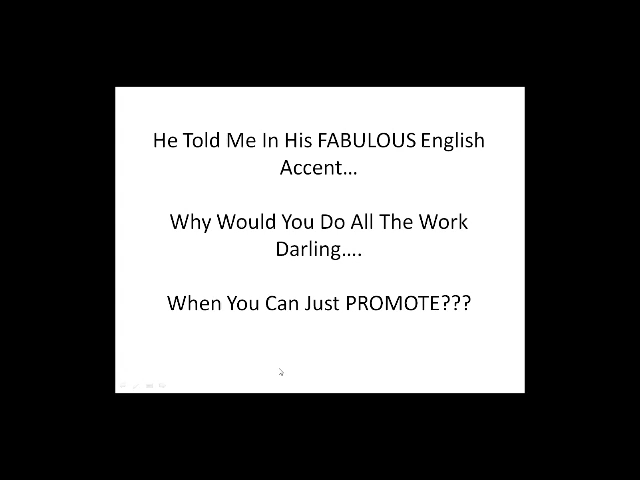 He Told Me In His FABULOUS English
Accent...
Why Would You Do All The Work
Darling....
When You Can Just PROMOTE???